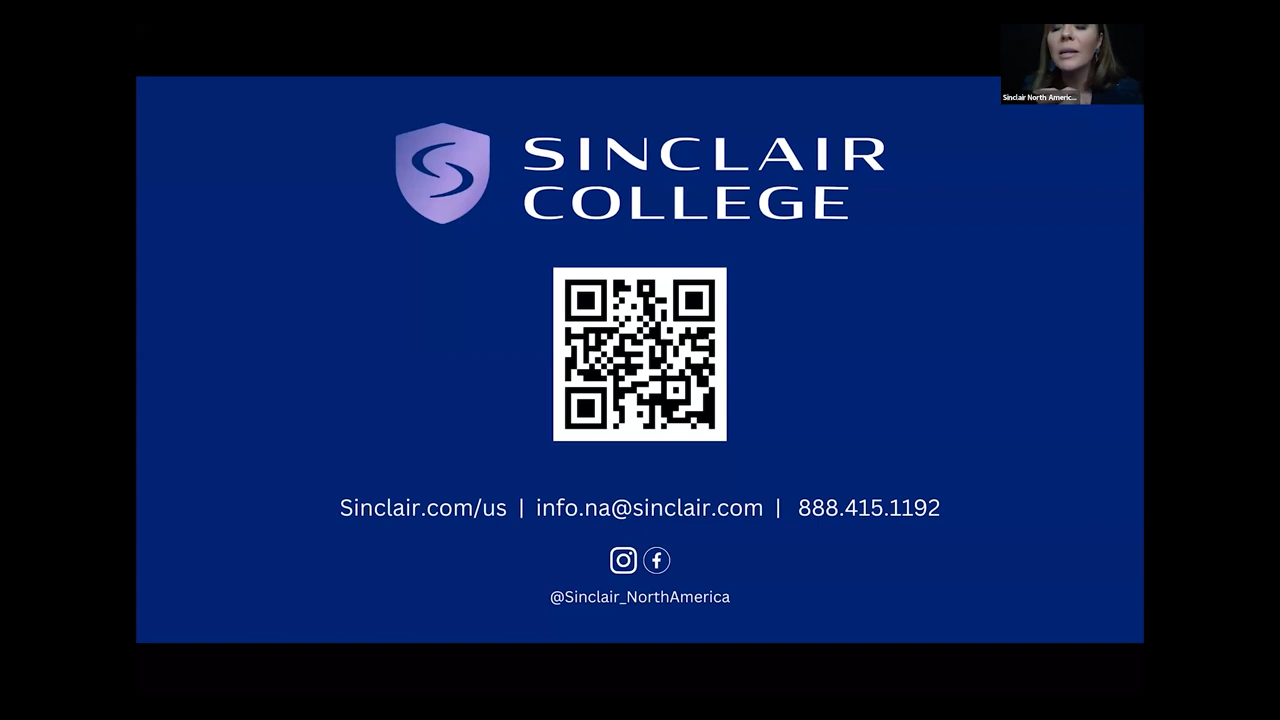 Sinclair North Americ...
SINCLAIR
COLLEGE
Sinclair.com/us | info.na@sinclair.com | 888.415.1192
@Sinclair_NorthAmerica